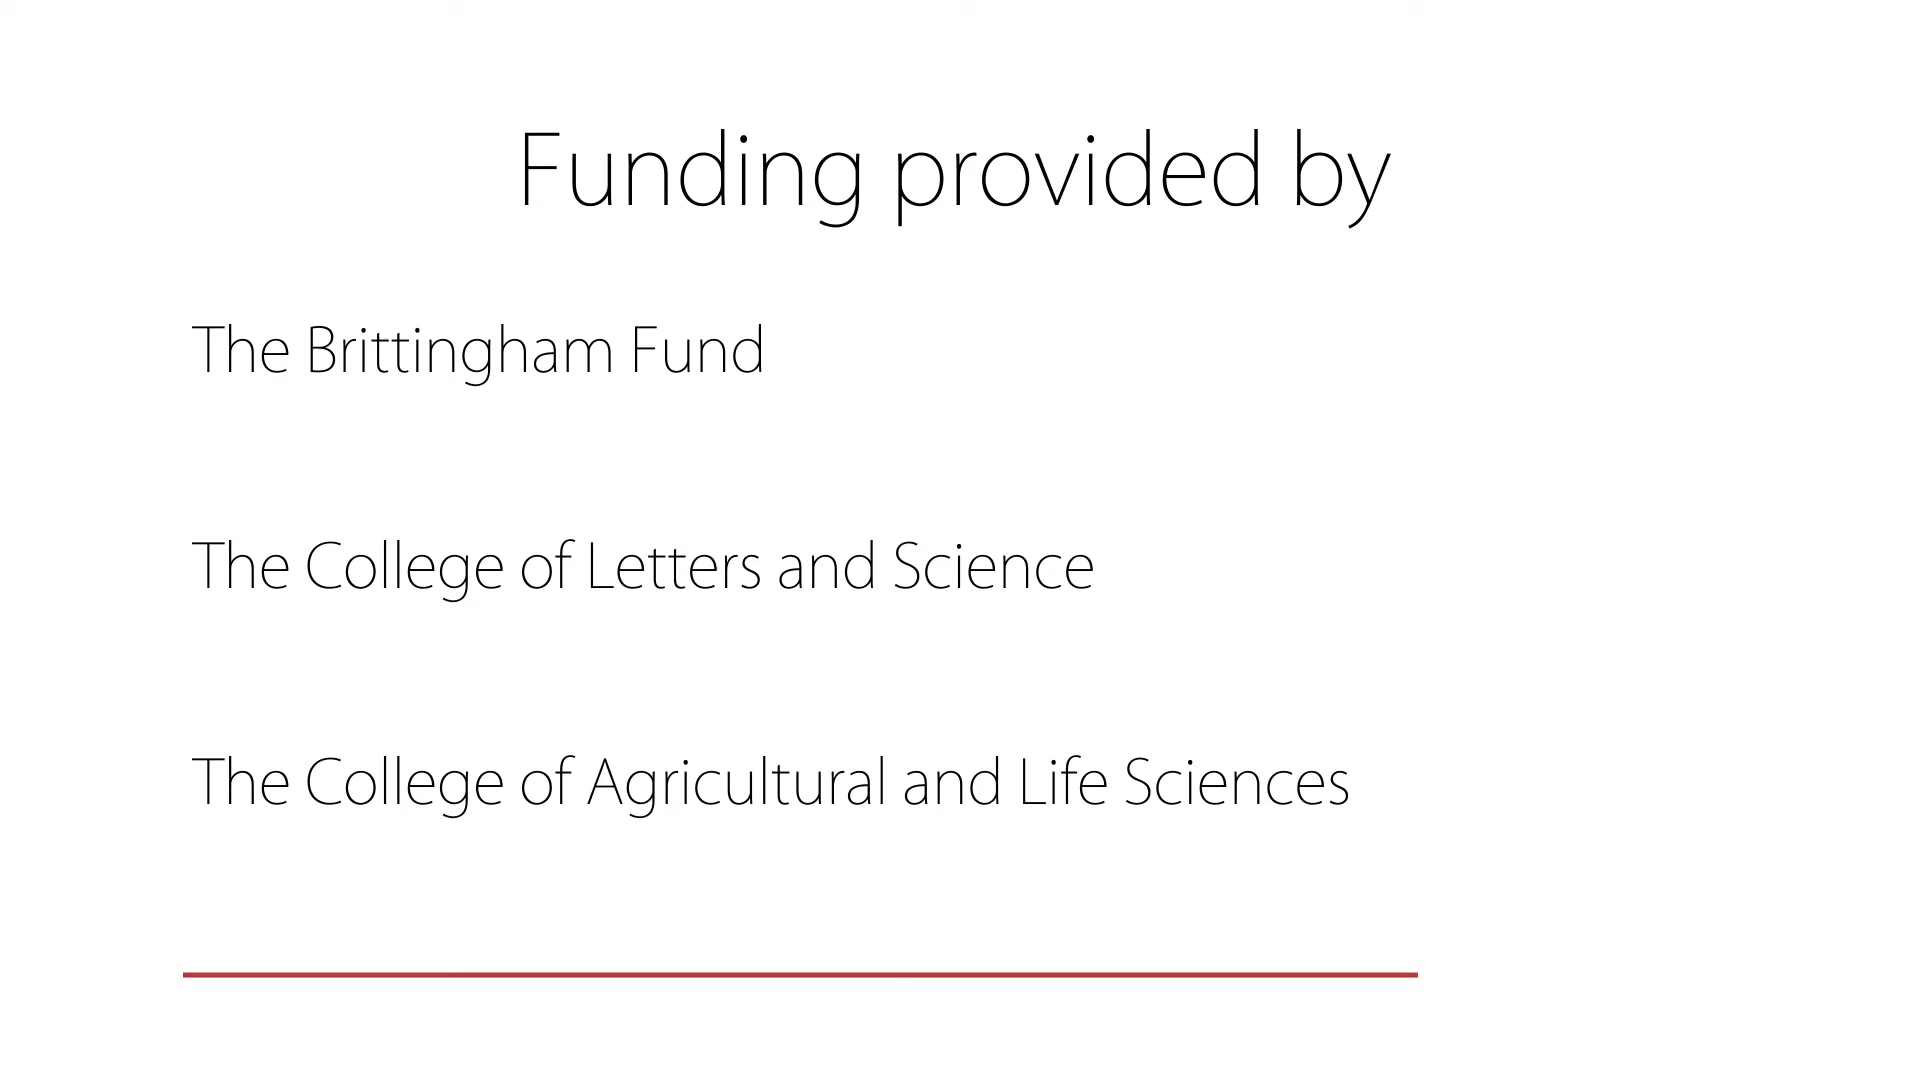 Funding provided by
The Brittingham Fund
The College of Letters and Science
The College of Agricultural and Life Sciences